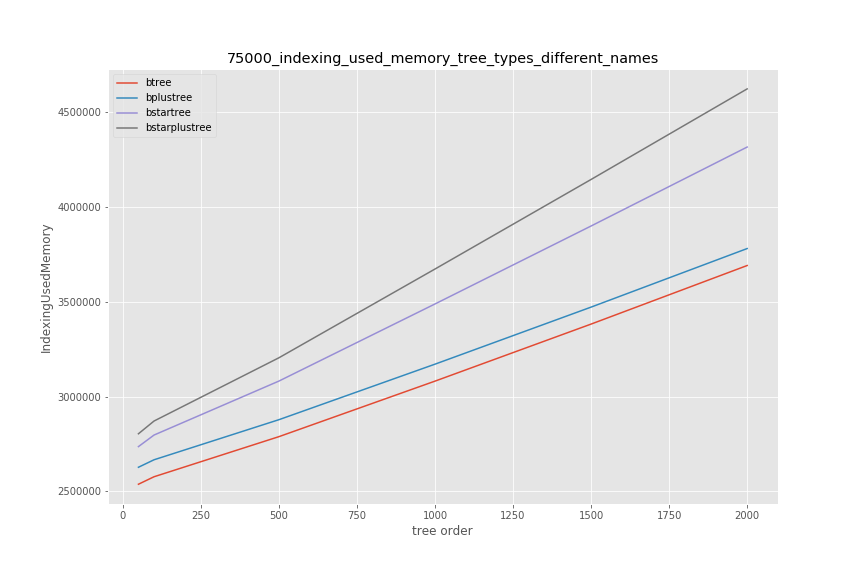 75000_indexing_used_memory_tree_types_different_names
btree
bplustree
bstartree
bstarplustree
4500000
4000000
3500000
3000000
2500000
IndexingUsedMemory
0 250 500 750 1000 1250 1500 1750 2000
tree order